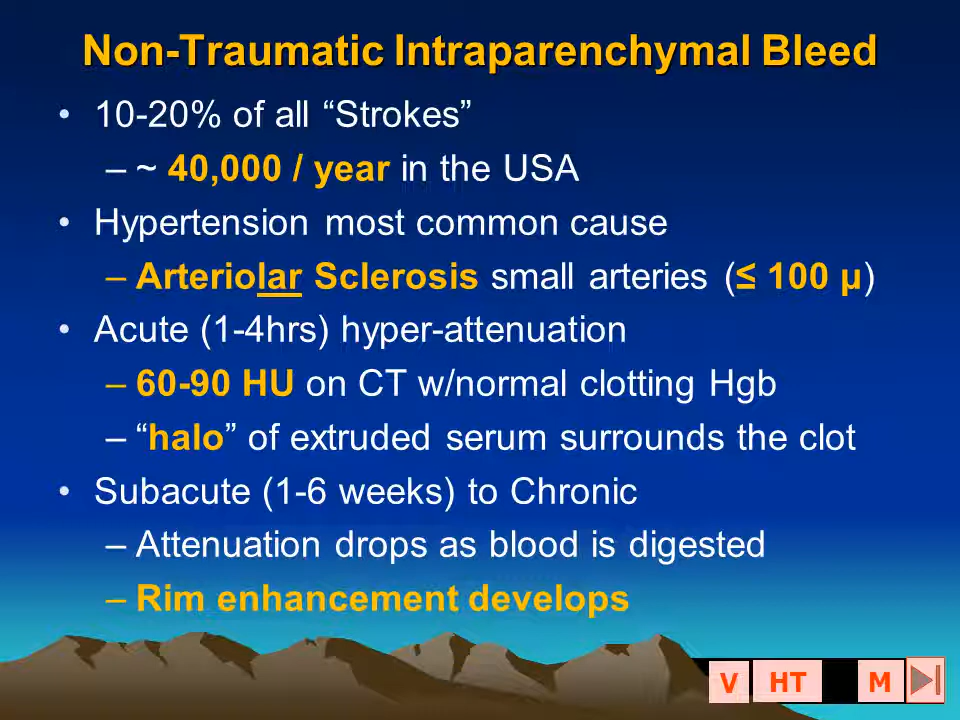 Non-Traumatic Intraparenchymal Bleed
• 10-20% of all “Strokes”
– ~ 40,000 / year in the USA
• Hypertension most common cause
– Arteriolar Sclerosis small arteries (≤ 100 µ)
• Acute (1-4hrs) hyper-attenuation
– 60-90 HU on CT w/normal clotting Hgb
– “halo” of extruded serum surrounds the clot
• Subacute (1-6 weeks) to Chronic
– Attenuation drops as blood is digested
– Rim enhancement develops
V HT M